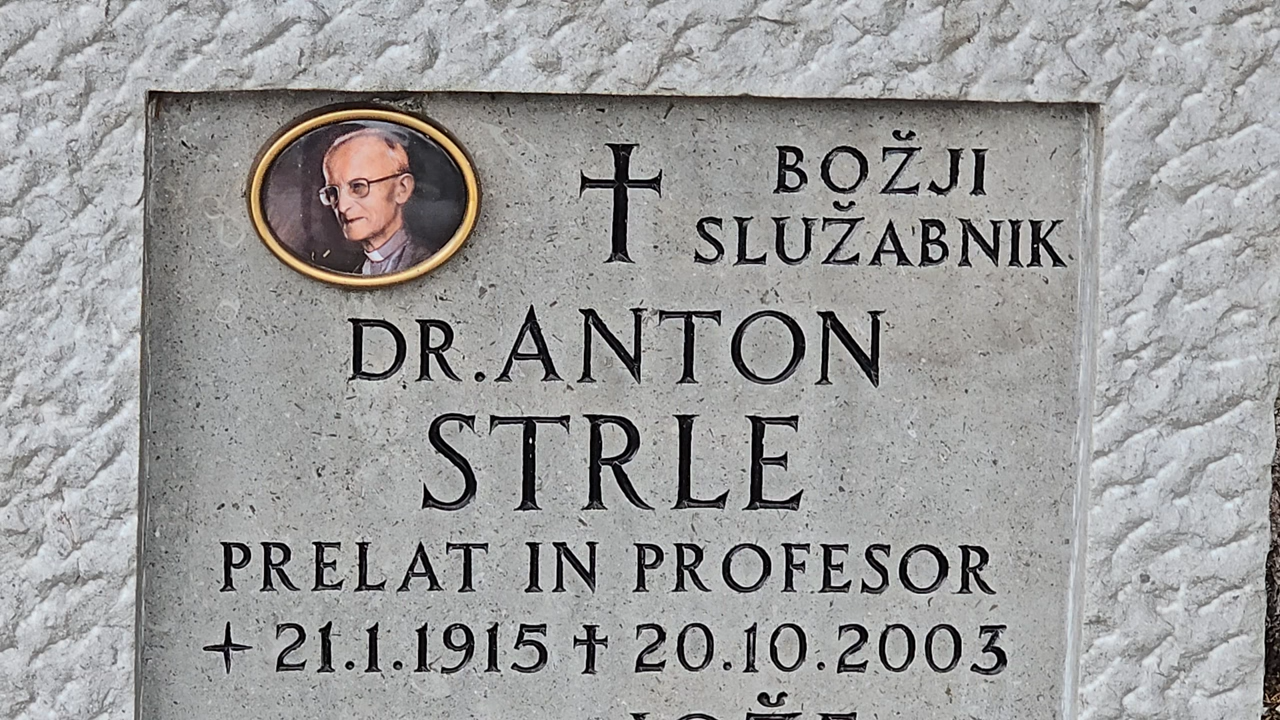 BOŽJI
SLUŽABNIK
DR. ANTON
STRLE
PRELAT IN PROFESOR
+ 21.1.1915 † 20.10.2003